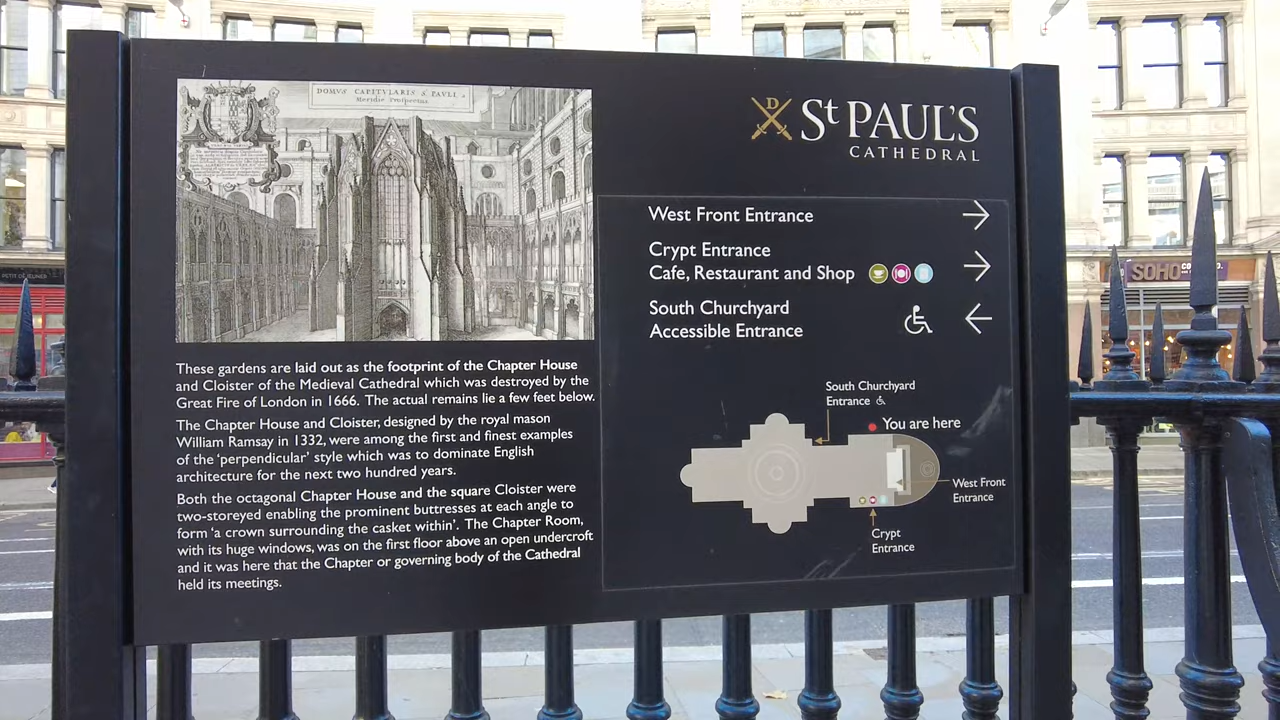 DOMVS CAPITVLARIS S. PAVLI
Meridie Prospectus
D
St PAUL'S
CATHEDRAL
West Front Entrance
Crypt Entrance
Cafe, Restaurant and Shop
South Churchyard
Accessible Entrance
These gardens are laid out as the footprint of the Chapter House
and Cloister of the Medieval Cathedral which was destroyed by the
Great Fire of London in 1666. The actual remains lie a few feet below.
The Chapter House and Cloister, designed by the royal mason
William Ramsay in 1332, were among the first and finest examples
of the 'perpendicular' style which was to dominate English
architecture for the next two hundred years.
Both the octagonal Chapter House and the square Cloister were
two-storeyed enabling the prominent buttresses at each angle to
form 'a crown surrounding the casket within'. The Chapter Room,
with its huge windows, was on the first floor above an open undercroft
and it was here that the Chapter or governing body of the Cathedral
held its meetings.
South Churchyard
Entrance
You are here
West Front
Entrance
Crypt
Entrance
SOHO